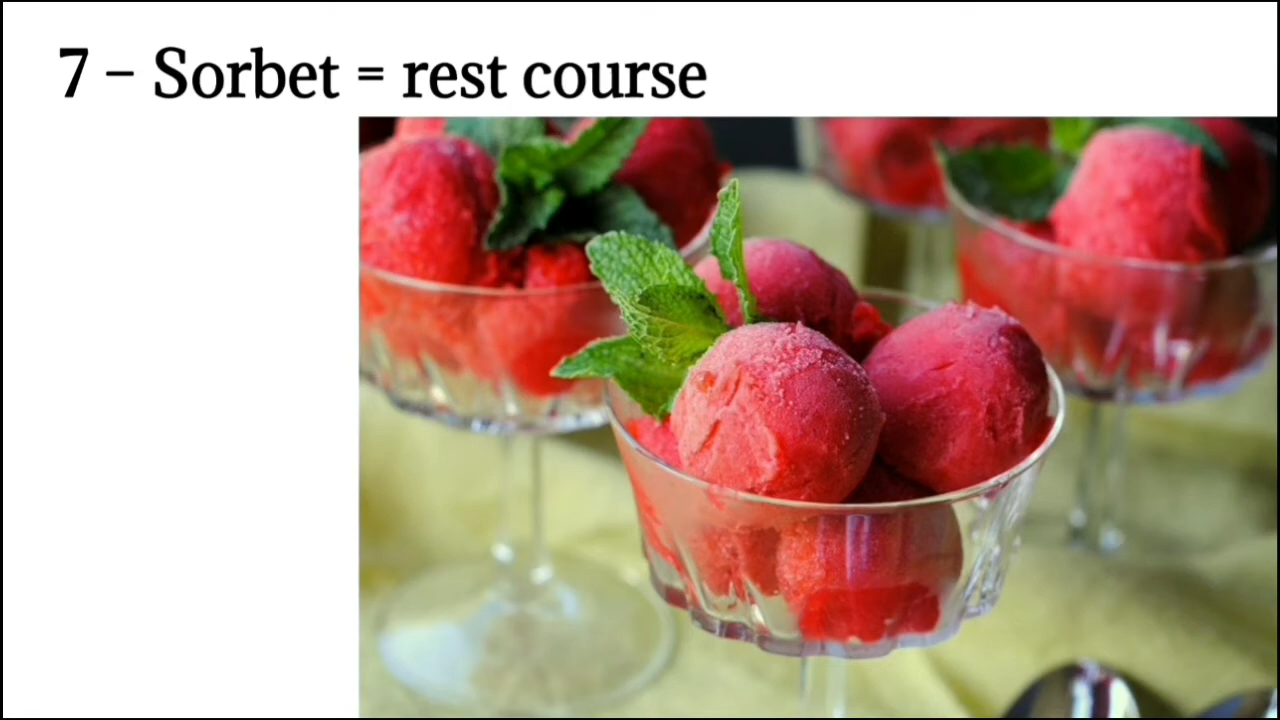 7 – Sorbet = rest course